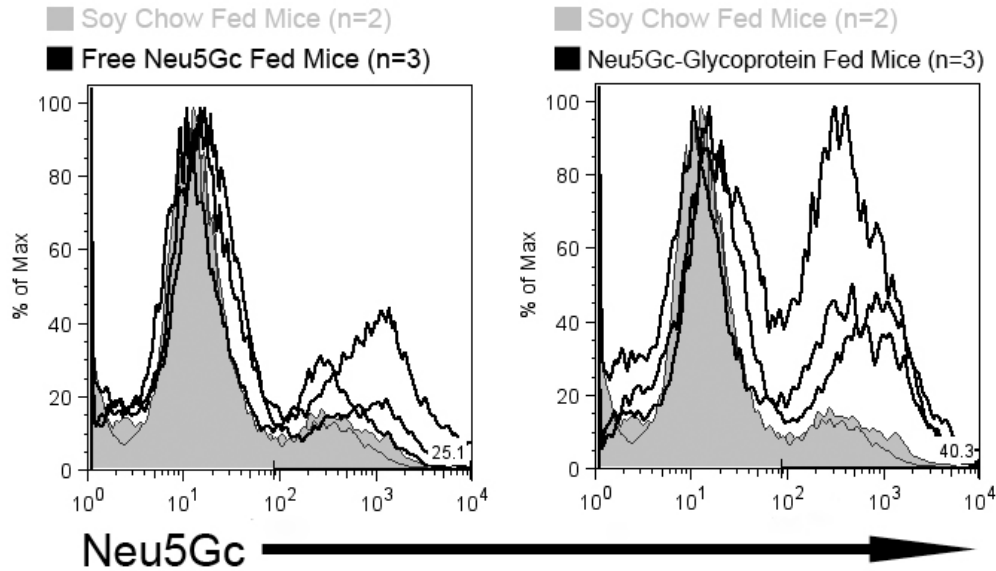 Soy Chow Fed Mice (n=2)
Free Neu5Gc Fed Mice (n=3)
% of Max
100
80
60
40
20
0
25.1
10^0 10^1 10^2 10^3 10^4
Soy Chow Fed Mice (n=2)
Neu5Gc-Glycoprotein Fed Mice (n=3)
% of Max
100
80
60
40
20
0
40.3
10^0 10^1 10^2 10^3 10^4
Neu5Gc